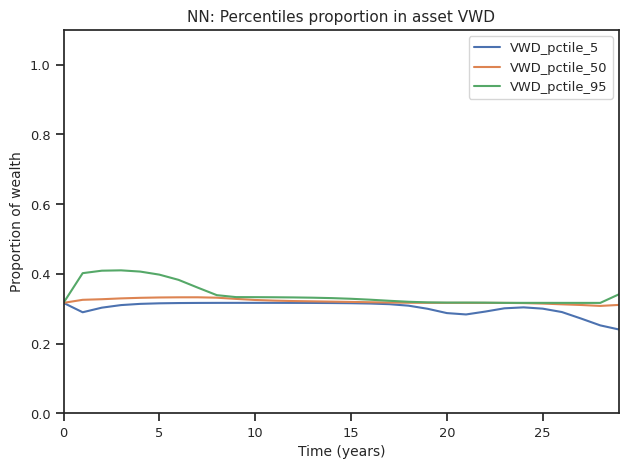 NN: Percentiles proportion in asset VWD
VWD_pctile_5
VWD_pctile_50
VWD_pctile_95
Proportion of wealth
1.0
0.8
0.6
0.4
0.2
0.0
0 5 10 15 20 25
Time (years)